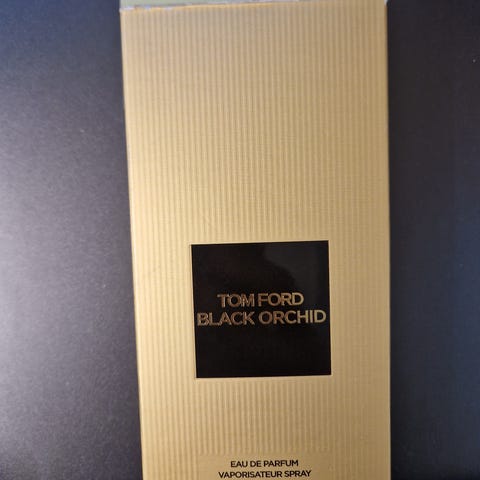 TOM FORD
BLACK ORCHID
EAU DE PARFUM
VAPORISATEUR SPRAY